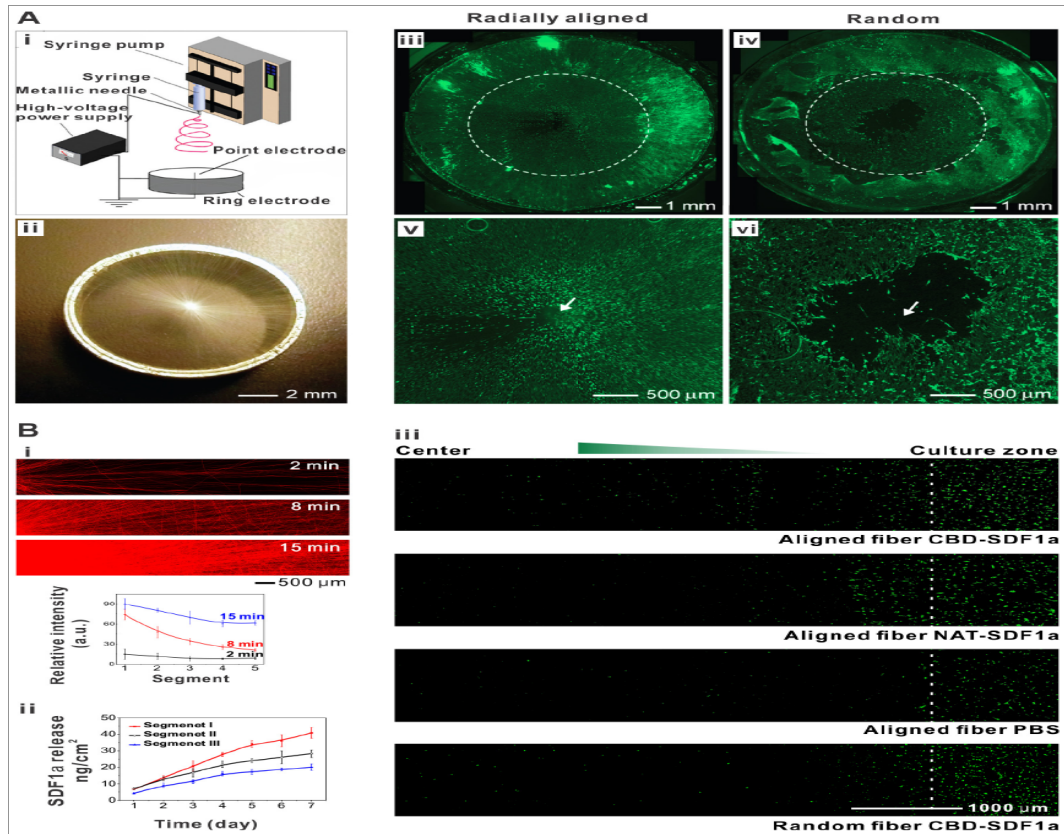 A
Radially aligned
Random
i
Syringe pump
Syringe
Metallic needle
High-voltage
power supply
Point electrode
Ring electrode
ii
2 mm
iii
1 mm
iv
1 mm
v
500 μm
vi
500 μm
B
i
2 min
8 min
15 min
500 μm
Relative intensity
(a.u.)
90
60
30
0
15 min
8 min
2 min
1 2 3 4 5
Segment
ii
SDF1a release
ng/cm2
50
40
30
20
10
0
Segmenet I
Segmenet II
Segmenet III
1 2 3 4 5 6 7
Time (day)
iii
Center
Culture zone
Aligned fiber CBD-SDF1a
Aligned fiber NAT-SDF1a
Aligned fiber PBS
1000 μm
Random fiber CBD-SDF1a